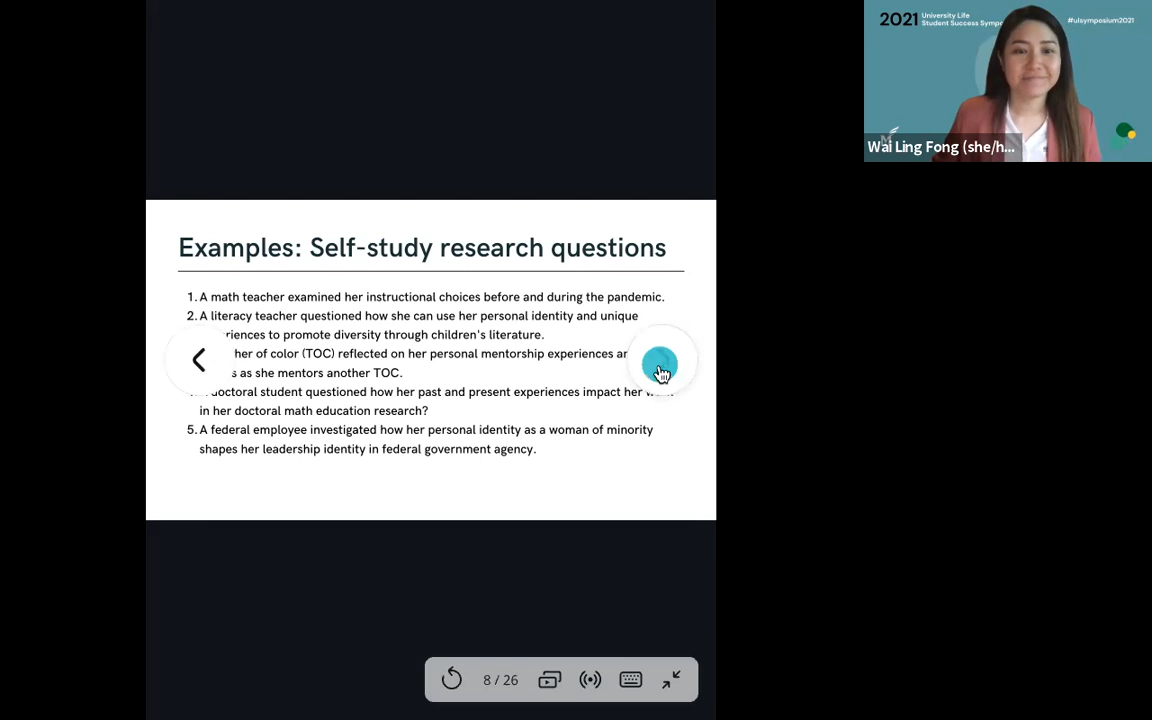 2021
University Life
Student Success Sympo
#ulsymposium2021
Wai Ling Fong (she/h...
Examples: Self-study research questions
1. A math teacher examined her instructional choices before and during the pandemic.
2. A literacy teacher questioned how she can use her personal identity and unique
riences to promote diversity through children's literature.
her of color (TOC) reflected on her personal mentorship experiences
s as she mentors another TOC.
doctoral student questioned how her past and present experiences impact her
in her doctoral math education research?
5. A federal employee investigated how her personal identity as a woman of minority
shapes her leadership identity in federal government agency.
8 / 26